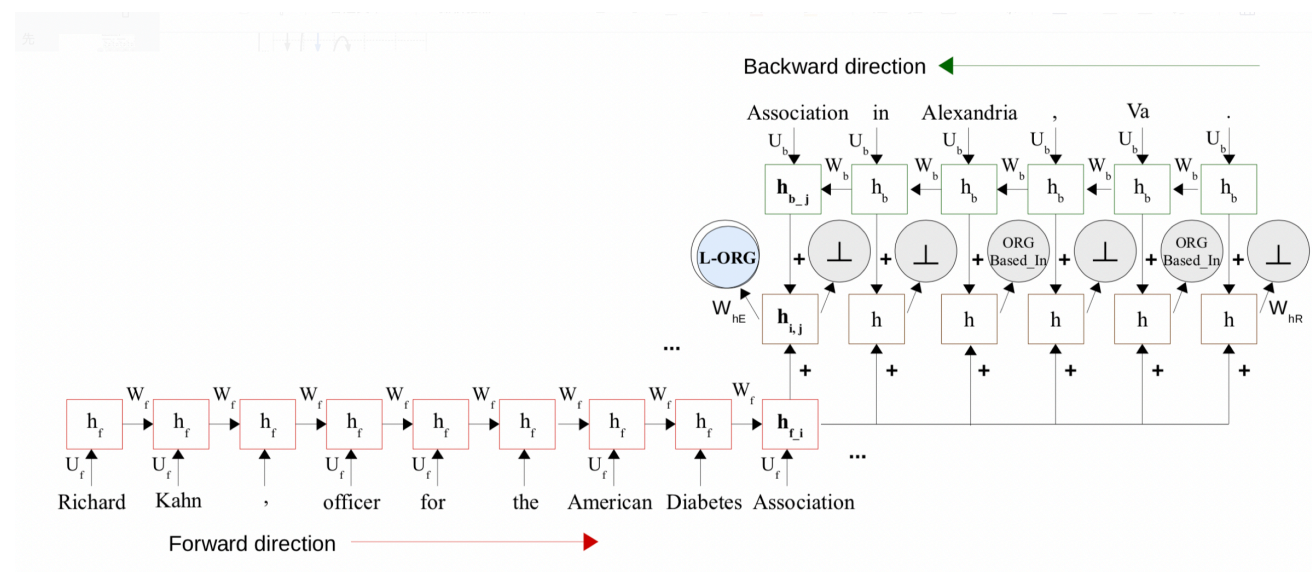 Backward direction
Association in Alexandria , Va .
U_b U_b U_b U_b U_b U_b
W_b W_b W_b W_b W_b
h_b_j h_b h_b h_b h_b h_b
L-ORG + ⊥ + ⊥ + ORG Based_In + ⊥ + ORG Based_In + ⊥
W_hE h_i,j h h h h h W_hR
...
+ + + + + +
W_f W_f W_f W_f W_f W_f W_f W_f
h_f h_f h_f h_f h_f h_f h_f h_f h_f_i
...
U_f U_f U_f U_f U_f U_f
Richard Kahn , officer for the American Diabetes Association
Forward direction